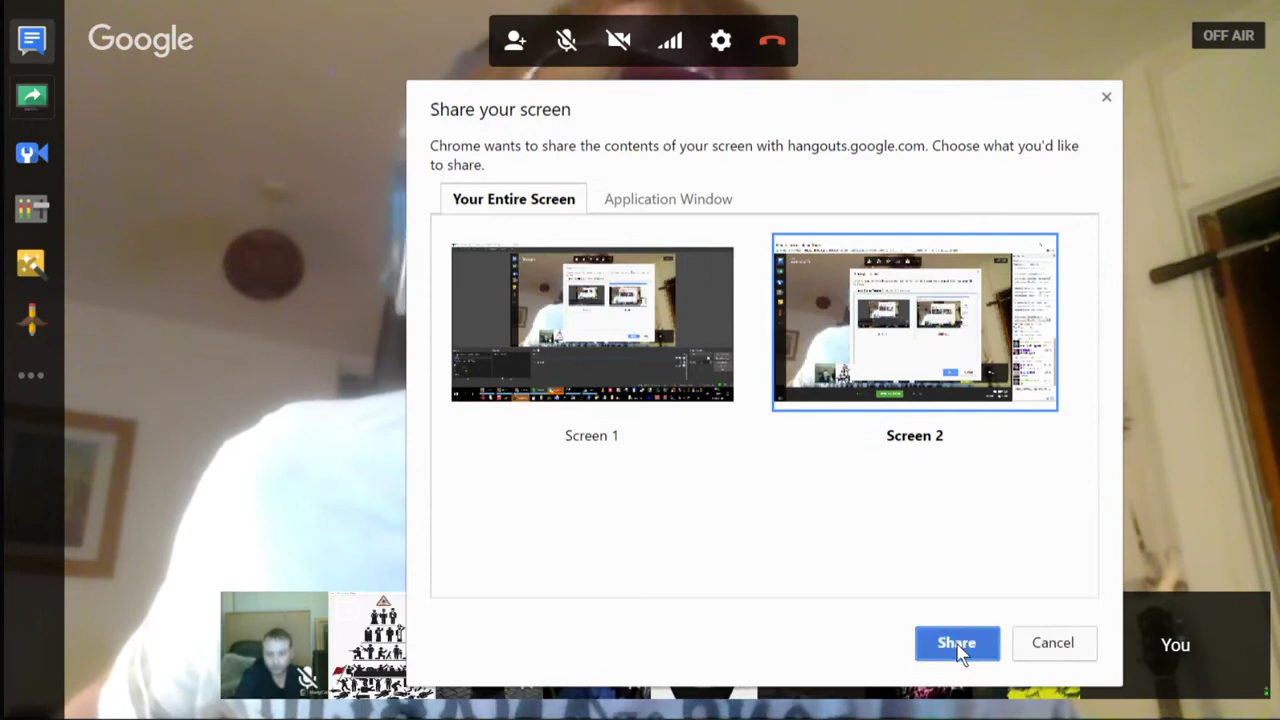 Google
OFF AIR
Share your screen
Chrome wants to share the contents of your screen with hangouts.google.com. Choose what you'd like
to share.
Your Entire Screen
Application Window
Screen 1
Screen 2
Share
Cancel
You